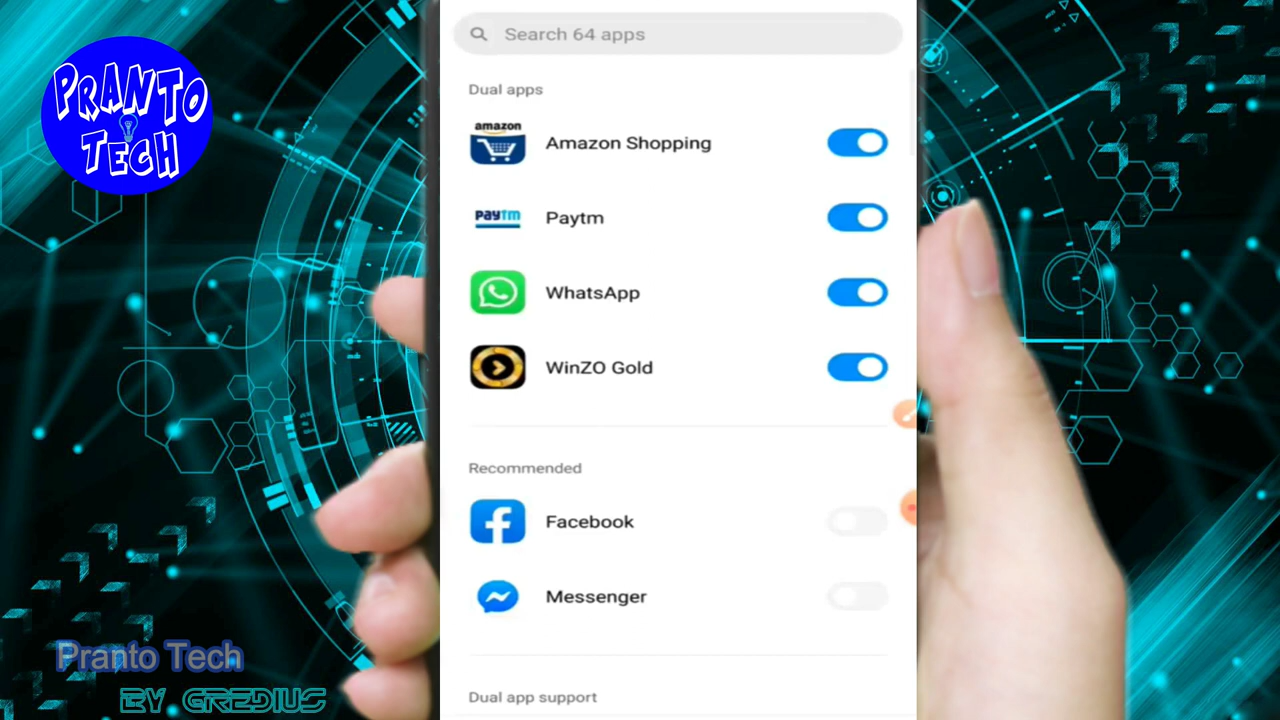 PRANTO
TECH
Search 64 apps
Dual apps
amazon
Amazon Shopping
Paytm
Paytm
WhatsApp
WinZO Gold
Recommended
Facebook
Messenger
Dual app support
Pranto Tech
BY GREDIUS